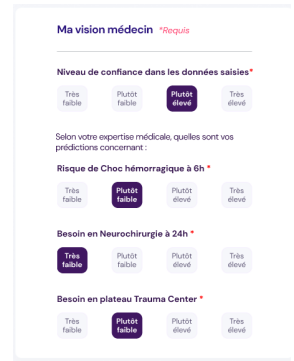 Ma vision médecin *Requis
Niveau de confiance dans les données saisies*
Très faible Plutôt faible Plutôt élevé Très élevé
Selon votre expertise médicale, quelles sont vos
prédictions concernant :
Risque de Choc hémorragique à 6h *
Très faible Plutôt faible Plutôt élevé Très élevé
Besoin en Neurochirurgie à 24h *
Très faible Plutôt faible Plutôt élevé Très élevé
Besoin en plateau Trauma Center *
Très faible Plutôt faible Plutôt élevé Très élevé